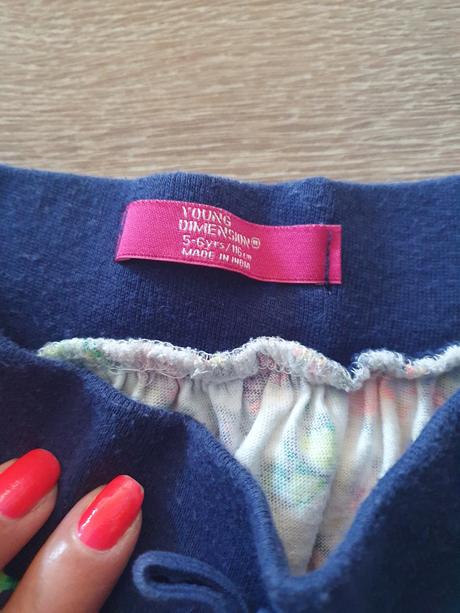 YOUNG
DIMENSION®
5-6yrs/116cm
MADE IN INDIA